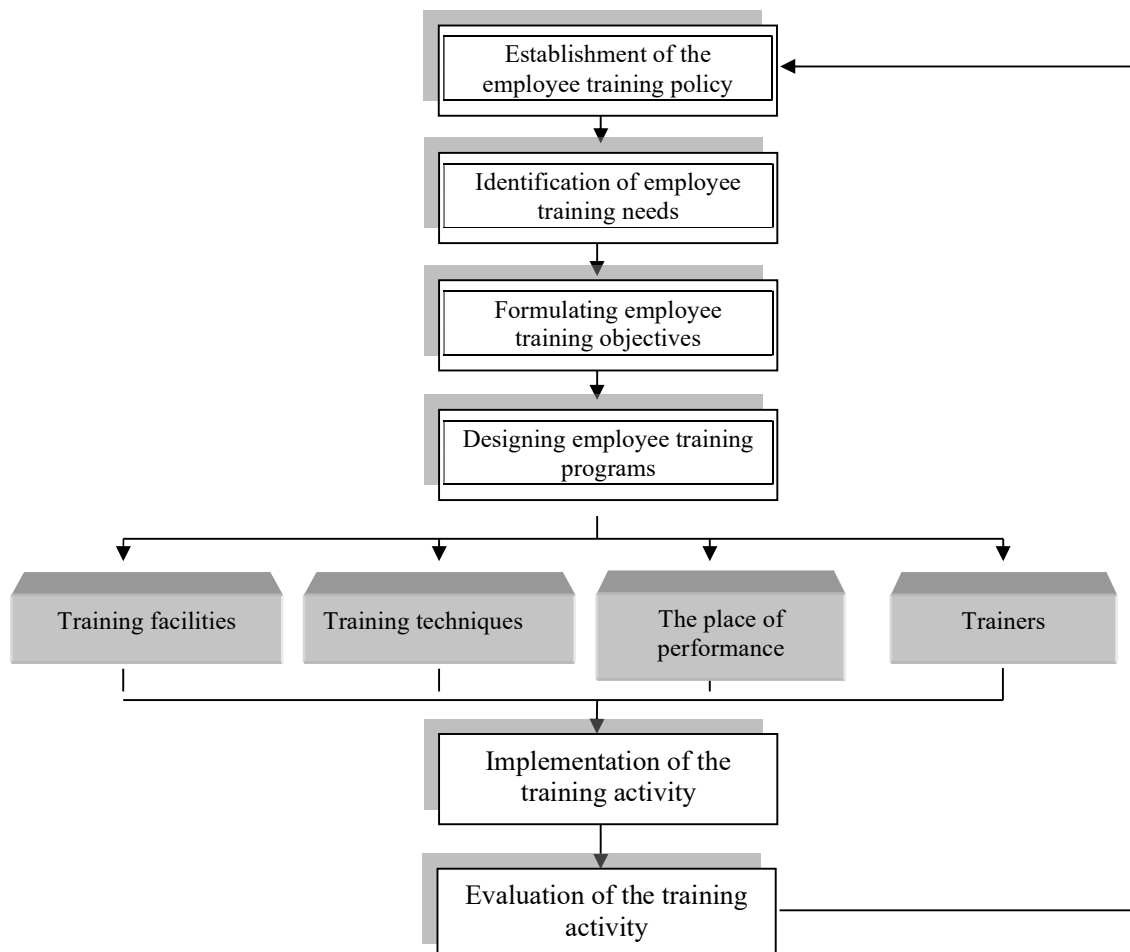 Establishment of the
employee training policy
Identification of employee
training needs
Formulating employee
training objectives
Designing employee training
programs
Training facilities
Training techniques
The place of
performance
Trainers
Implementation of the
training activity
Evaluation of the training
activity